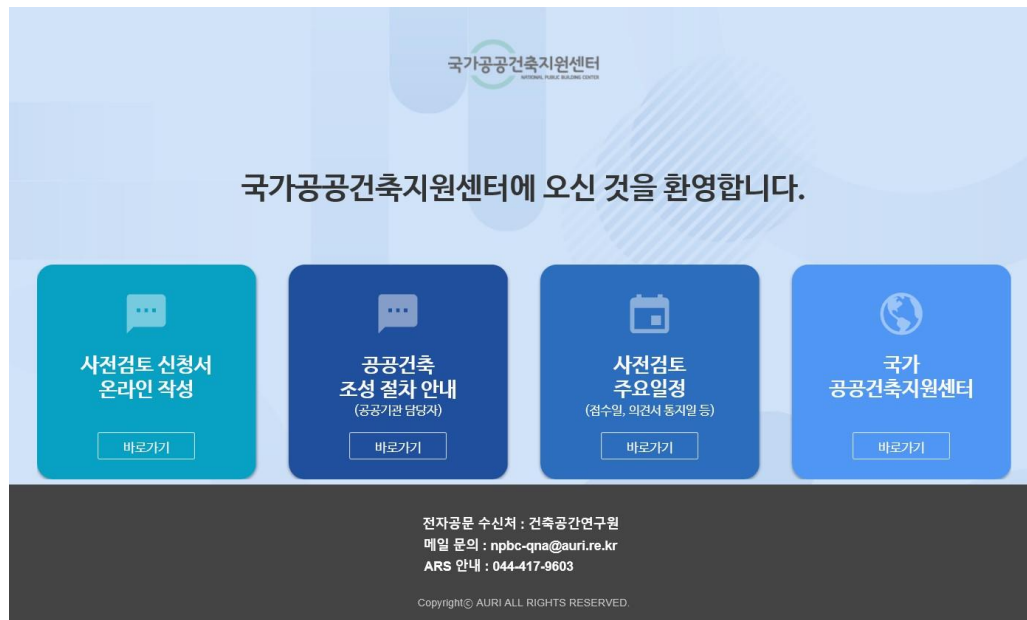 국가공공건축지원센터
NATIONAL PUBLIC BUILDING CENTER
국가공공건축지원센터에 오신 것을 환영합니다.
사전검토 신청서
온라인 작성
바로가기
공공건축
조성 절차 안내
(공공기관 담당자)
바로가기
사전검토
주요일정
(접수일, 의견서 통지일 등)
바로가기
국가
공공건축지원센터
바로가기
전자공문 수신처 : 건축공간연구원
메일 문의 : npbc-qna@auri.re.kr
ARS 안내 : 044-417-9603
Copyrightⓒ AURI ALL RIGHTS RESERVED.